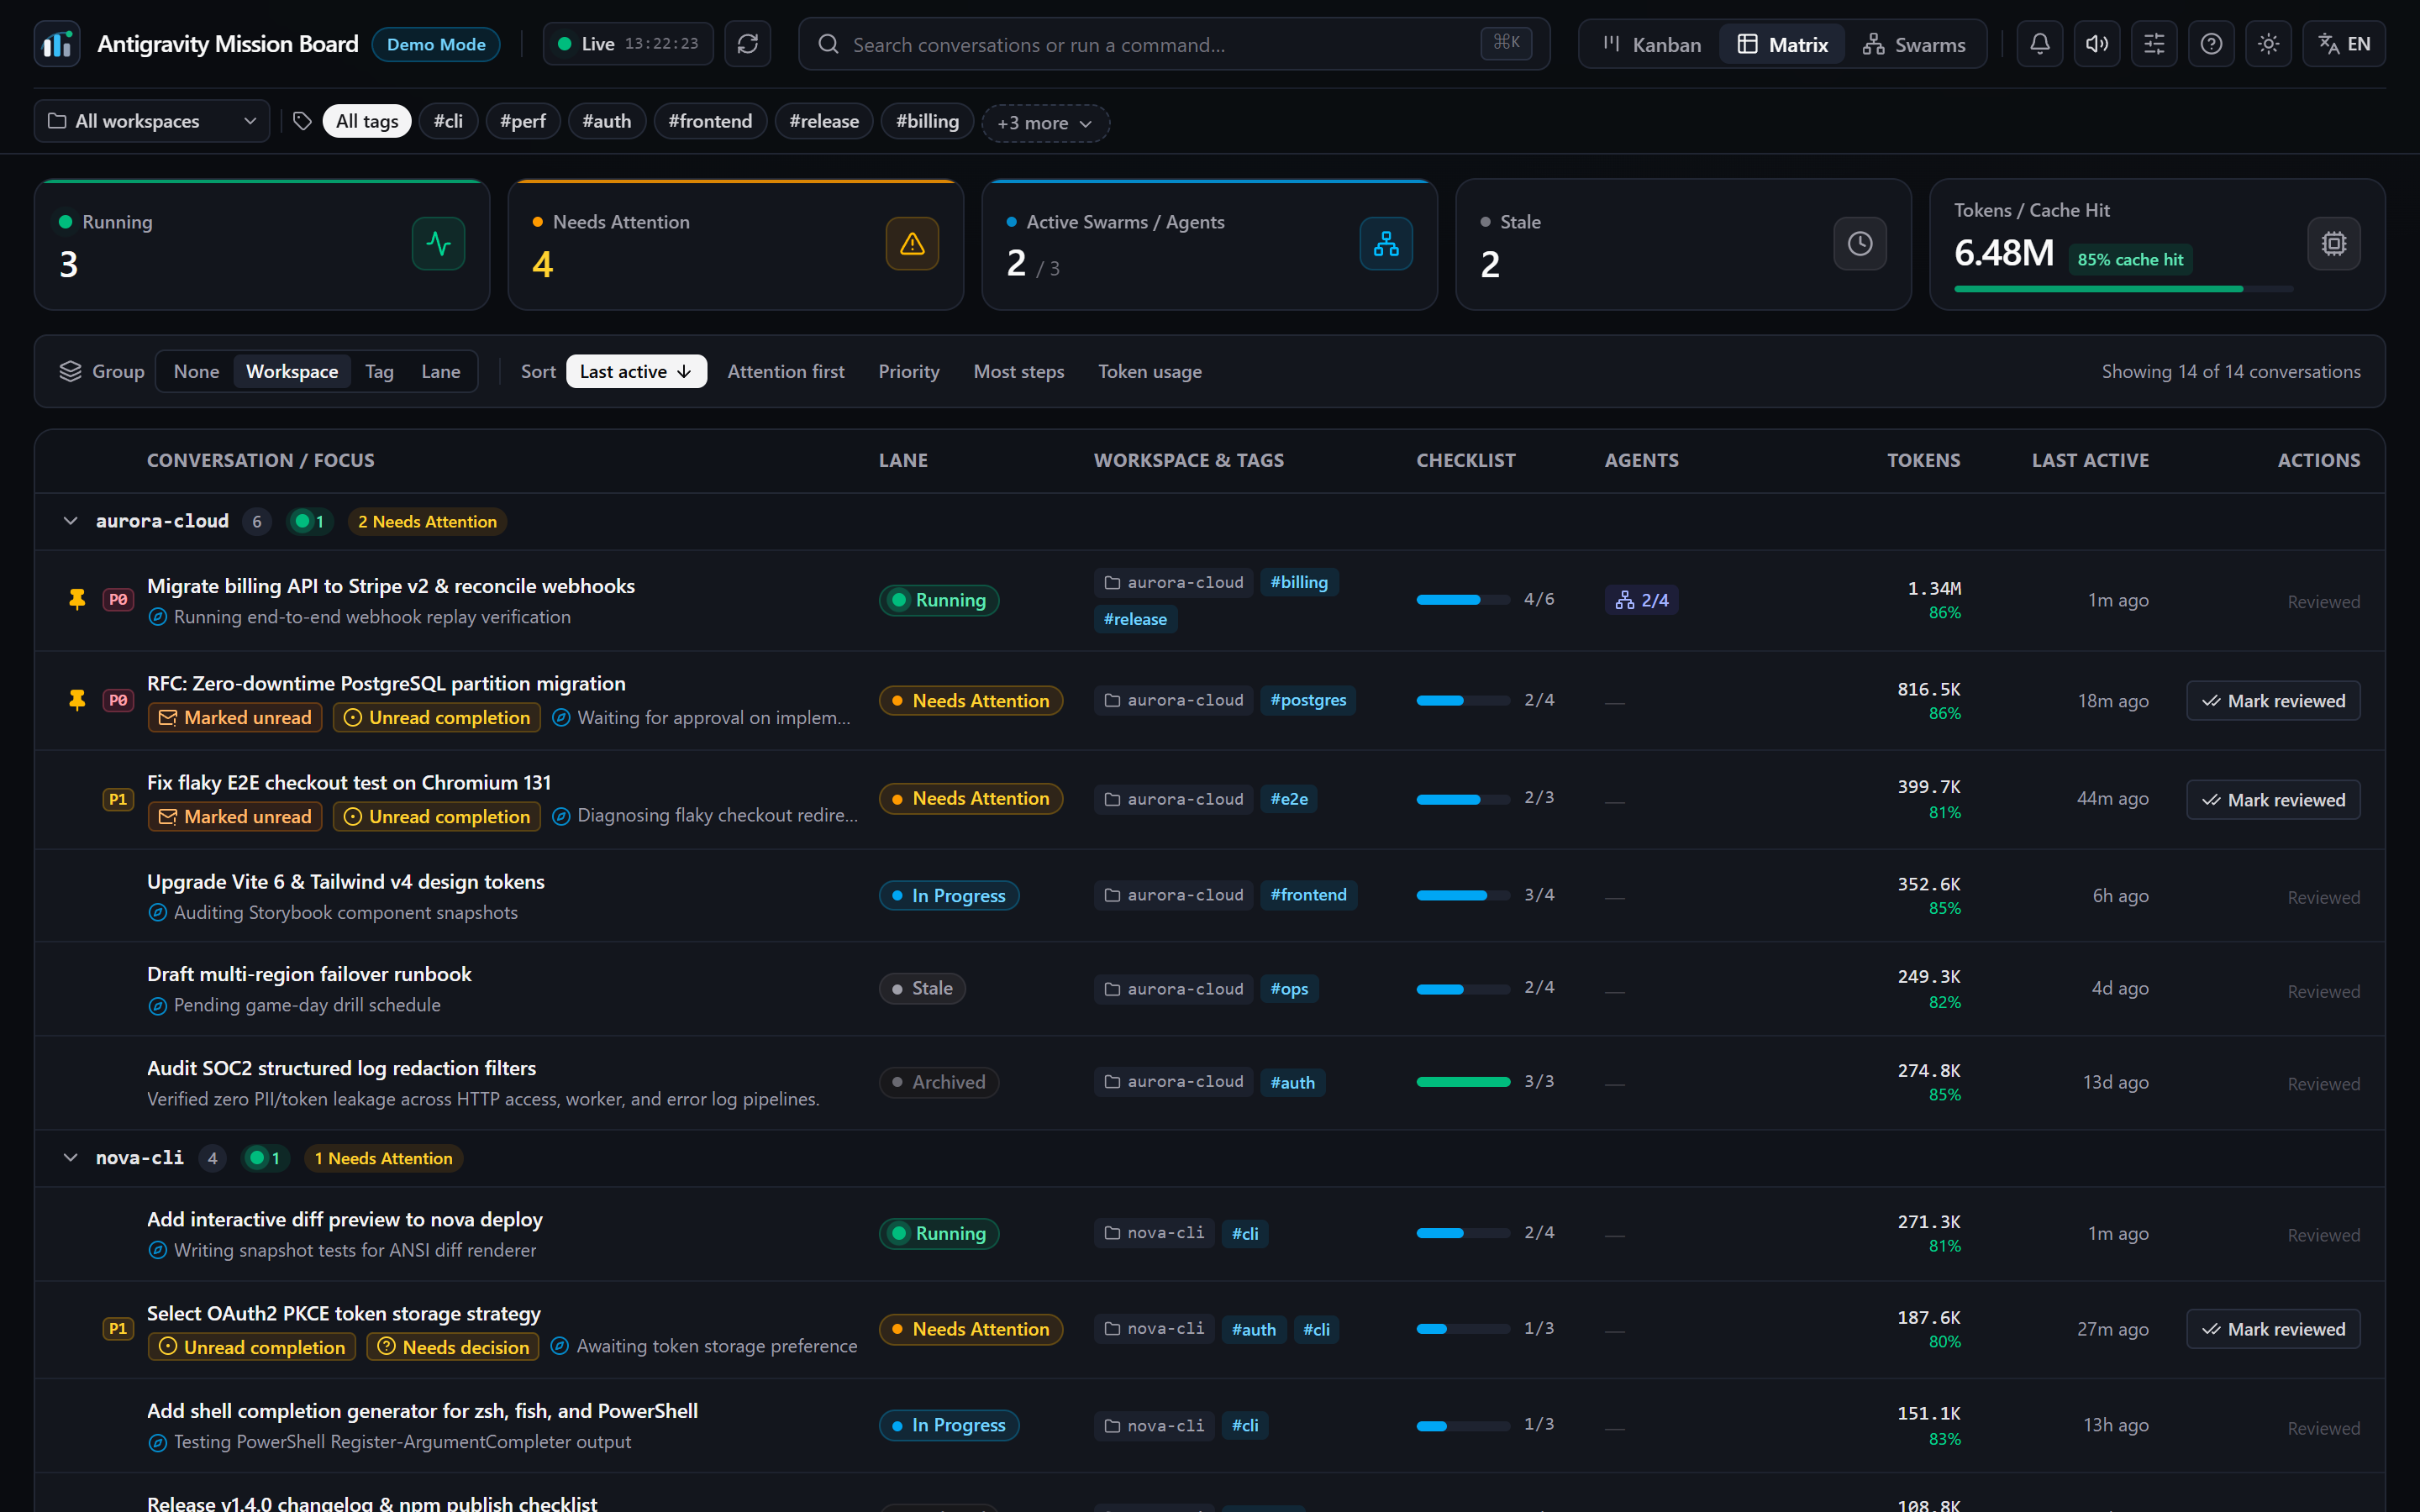 Antigravity Mission Board Demo Mode Live 13:22:23 Search conversations or run a command... ⌘K Kanban Matrix Swarms EN
All workspaces All tags #cli #perf #auth #frontend #release #billing +3 more
Running
3
Needs Attention
4
Active Swarms / Agents
2 / 3
Stale
2
Tokens / Cache Hit
6.48M 85% cache hit
Group None Workspace Tag Lane Sort Last active ↓ Attention first Priority Most steps Token usage Showing 14 of 14 conversations
CONVERSATION / FOCUS LANE WORKSPACE & TAGS CHECKLIST AGENTS TOKENS LAST ACTIVE ACTIONS
aurora-cloud 6 1 2 Needs Attention
P0 Migrate billing API to Stripe v2 & reconcile webhooks
Running end-to-end webhook replay verification
Running aurora-cloud #billing
#release
4/6 2/4 1.34M
86%
1m ago Reviewed
P0 RFC: Zero-downtime PostgreSQL partition migration
Marked unread Unread completion Waiting for approval on implem...
Needs Attention aurora-cloud #postgres 2/4 — 816.5K
86%
18m ago Mark reviewed
P1 Fix flaky E2E checkout test on Chromium 131
Marked unread Unread completion Diagnosing flaky checkout redire...
Needs Attention aurora-cloud #e2e 2/3 — 399.7K
81%
44m ago Mark reviewed
Upgrade Vite 6 & Tailwind v4 design tokens
Auditing Storybook component snapshots
In Progress aurora-cloud #frontend 3/4 — 352.6K
85%
6h ago Reviewed
Draft multi-region failover runbook
Pending game-day drill schedule
Stale aurora-cloud #ops 2/4 — 249.3K
82%
4d ago Reviewed
Audit SOC2 structured log redaction filters
Verified zero PII/token leakage across HTTP access, worker, and error log pipelines.
Archived aurora-cloud #auth 3/3 — 274.8K
85%
13d ago Reviewed
nova-cli 4 1 1 Needs Attention
Add interactive diff preview to nova deploy
Writing snapshot tests for ANSI diff renderer
Running nova-cli #cli 2/4 — 271.3K
81%
1m ago Reviewed
P1 Select OAuth2 PKCE token storage strategy
Unread completion Needs decision Awaiting token storage preference
Needs Attention nova-cli #auth #cli 1/3 — 187.6K
80%
27m ago Mark reviewed
Add shell completion generator for zsh, fish, and PowerShell
Testing PowerShell Register-ArgumentCompleter output
In Progress nova-cli #cli 1/3 — 151.1K
83%
13h ago Reviewed
Release v1.4.0 changelog & npm publish checklist
108.8K